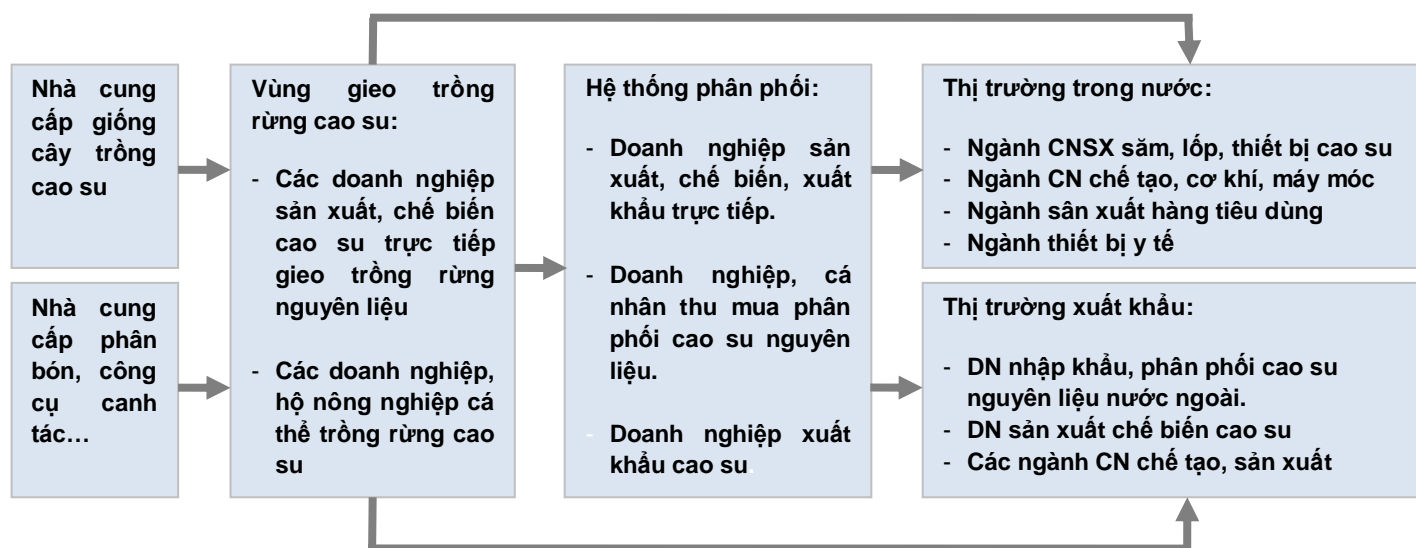 Nhà cung
cấp giống
cây trồng
cao su
Nhà cung
cấp phân
bón, công
cụ canh
tác…
Vùng gieo trồng
rừng cao su:
- Các doanh nghiệp
sản xuất, chế biến
cao su trực tiếp
gieo trồng rừng
nguyên liệu
- Các doanh nghiệp,
hộ nông nghiệp cá
thể trồng rừng cao
su
Hệ thống phân phối:
- Doanh nghiệp sản
xuất, chế biến, xuất
khẩu trực tiếp.
- Doanh nghiệp, cá
nhân thu mua phân
phối cao su nguyên
liệu.
- Doanh nghiệp xuất
khẩu cao su.
Thị trường trong nước:
- Ngành CNSX săm, lốp, thiết bị cao su
- Ngành CN chế tạo, cơ khí, máy móc
- Ngành sân xuất hàng tiêu dùng
- Ngành thiết bị y tế
Thị trường xuất khẩu:
- DN nhập khẩu, phân phối cao su
nguyên liệu nước ngoài.
- DN sản xuất chế biến cao su
- Các ngành CN chế tạo, sản xuất